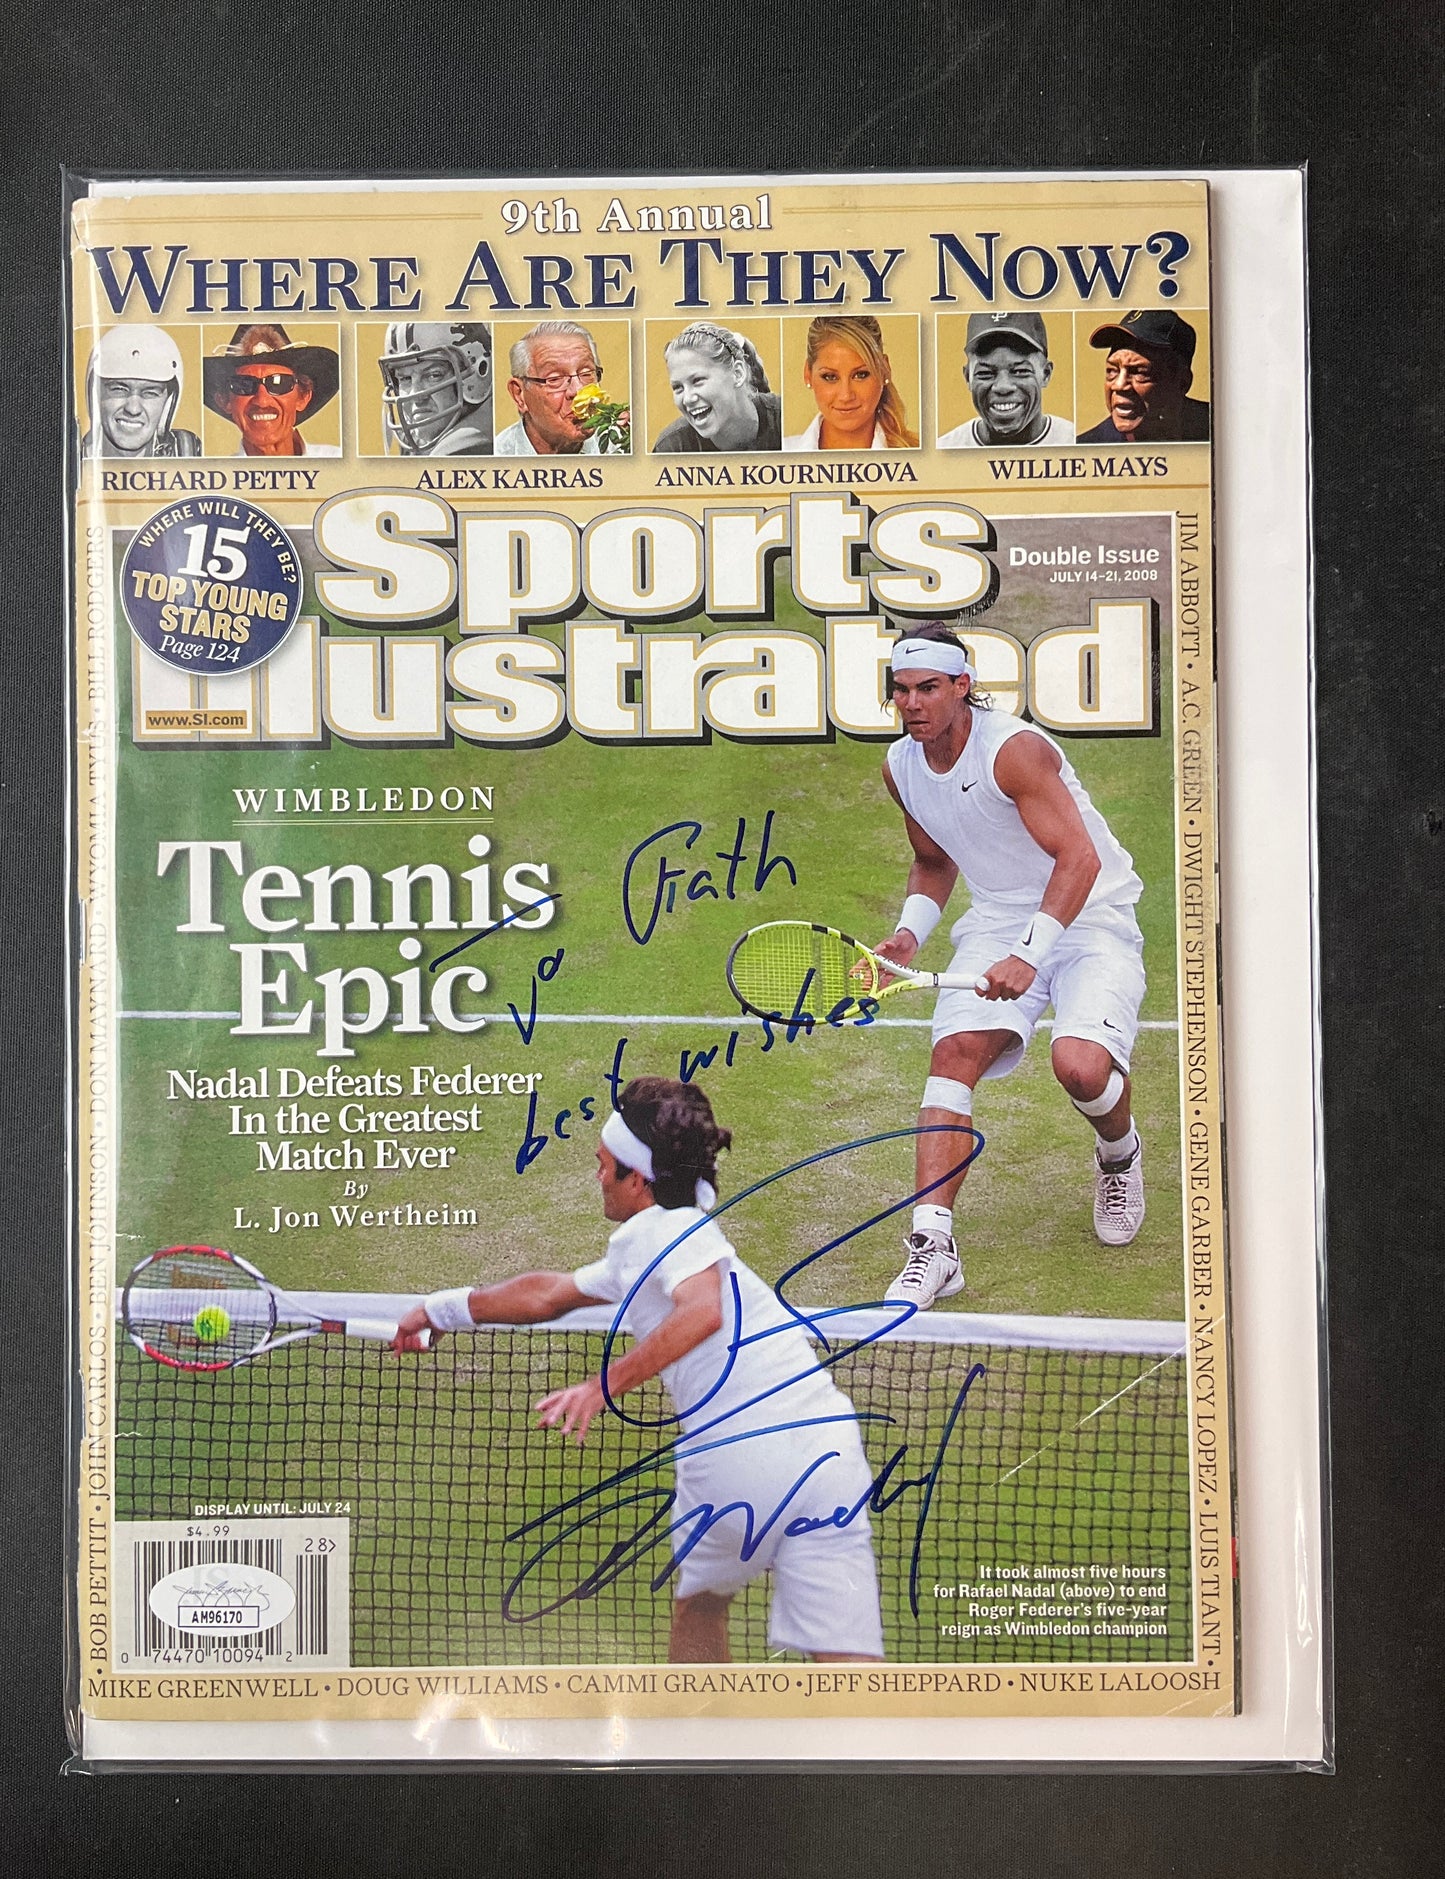 9th Annual
WHERE ARE THEY NOW?
RICHARD PETTY
ALEX KARRAS
ANNA KOURNIKOVA
WILLIE MAYS
WHERE WILL THEY BE?
15
TOP YOUNG
STARS
Page 124
Sports
Illustrated
www.SI.com
Double Issue
JULY 14-21, 2008
WIMBLEDON
Tennis
Epic
Nadal Defeats Federer
In the Greatest
Match Ever
By
L. Jon Wertheim
To
best wishes
DISPLAY UNTIL: JULY 24
$4.99
28>
AM96170
0 74470 10094 2
It took almost five hours
for Rafael Nadal (above) to end
Roger Federer's five-year
reign as Wimbledon champion
BOB PETTIT • JOHN CARLOS • BEN JOHNSON • DON MAYNARD • WYOMIA TYUS • BILL RODGERS
JIM ABBOTT • A.C. GREEN • DWIGHT STEPHENSON • GENE GARBER • NANCY LOPEZ • LUIS TIANT •
MIKE GREENWELL • DOUG WILLIAMS • CAMMI GRANATO • JEFF SHEPPARD • NUKE LALOOSH